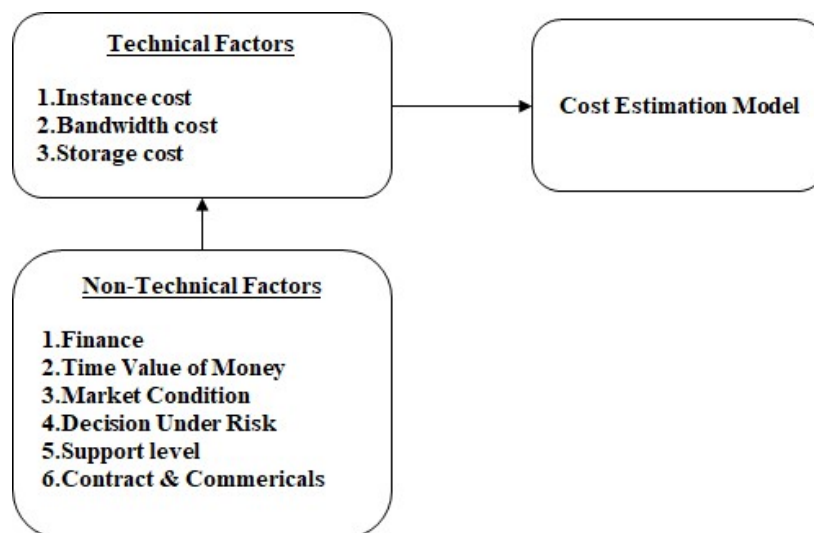 Technical Factors
1.Instance cost
2.Bandwidth cost
3.Storage cost
Cost Estimation Model
Non-Technical Factors
1.Finance
2.Time Value of Money
3.Market Condition
4.Decision Under Risk
5.Support level
6.Contract & Commericals